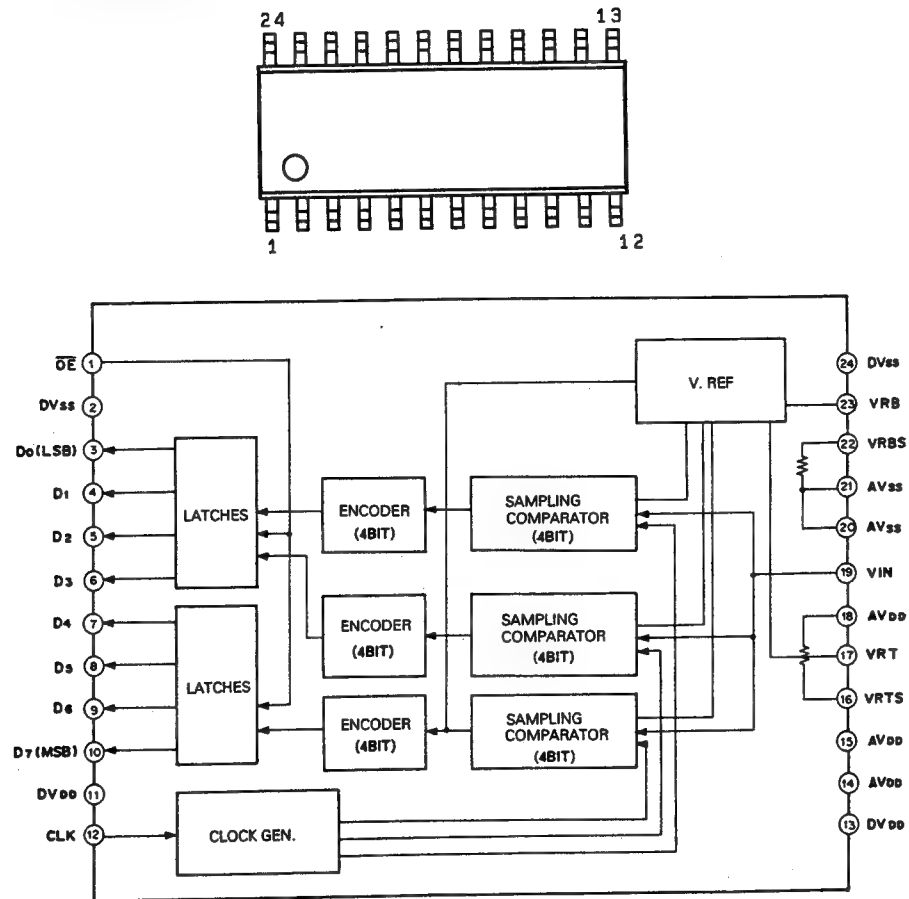 24 13
1 12
OE 1
DVss 2
D0(LSB) 3
D1 4
D2 5
D3 6
D4 7
D5 8
D6 9
D7(MSB) 10
DVDD 11
CLK 12
LATCHES
LATCHES
CLOCK GEN.
ENCODER
(4BIT)
ENCODER
(4BIT)
ENCODER
(4BIT)
SAMPLING
COMPARATOR
(4BIT)
SAMPLING
COMPARATOR
(4BIT)
SAMPLING
COMPARATOR
(4BIT)
V. REF
24 DVss
23 VRB
22 VRBS
21 AVss
20 AVss
19 VIN
18 AVDD
17 VRT
16 VRTS
15 AVDD
14 AVDD
13 DVDD